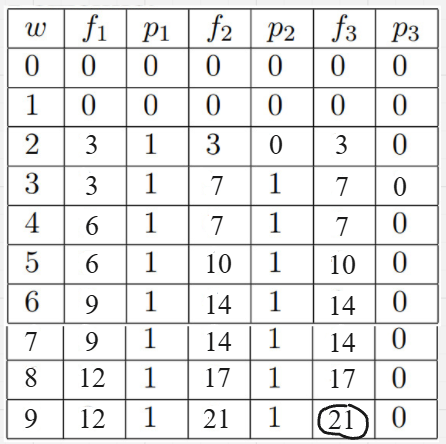 w f₁ p₁ f₂ p₂ f₃ p₃
0 0 0 0 0 0 0
1 0 0 0 0 0 0
2 3 1 3 0 3 0
3 3 1 7 1 7 0
4 6 1 7 1 7 0
5 6 1 10 1 10 0
6 9 1 14 1 14 0
7 9 1 14 1 14 0
8 12 1 17 1 17 0
9 12 1 21 1 21 0